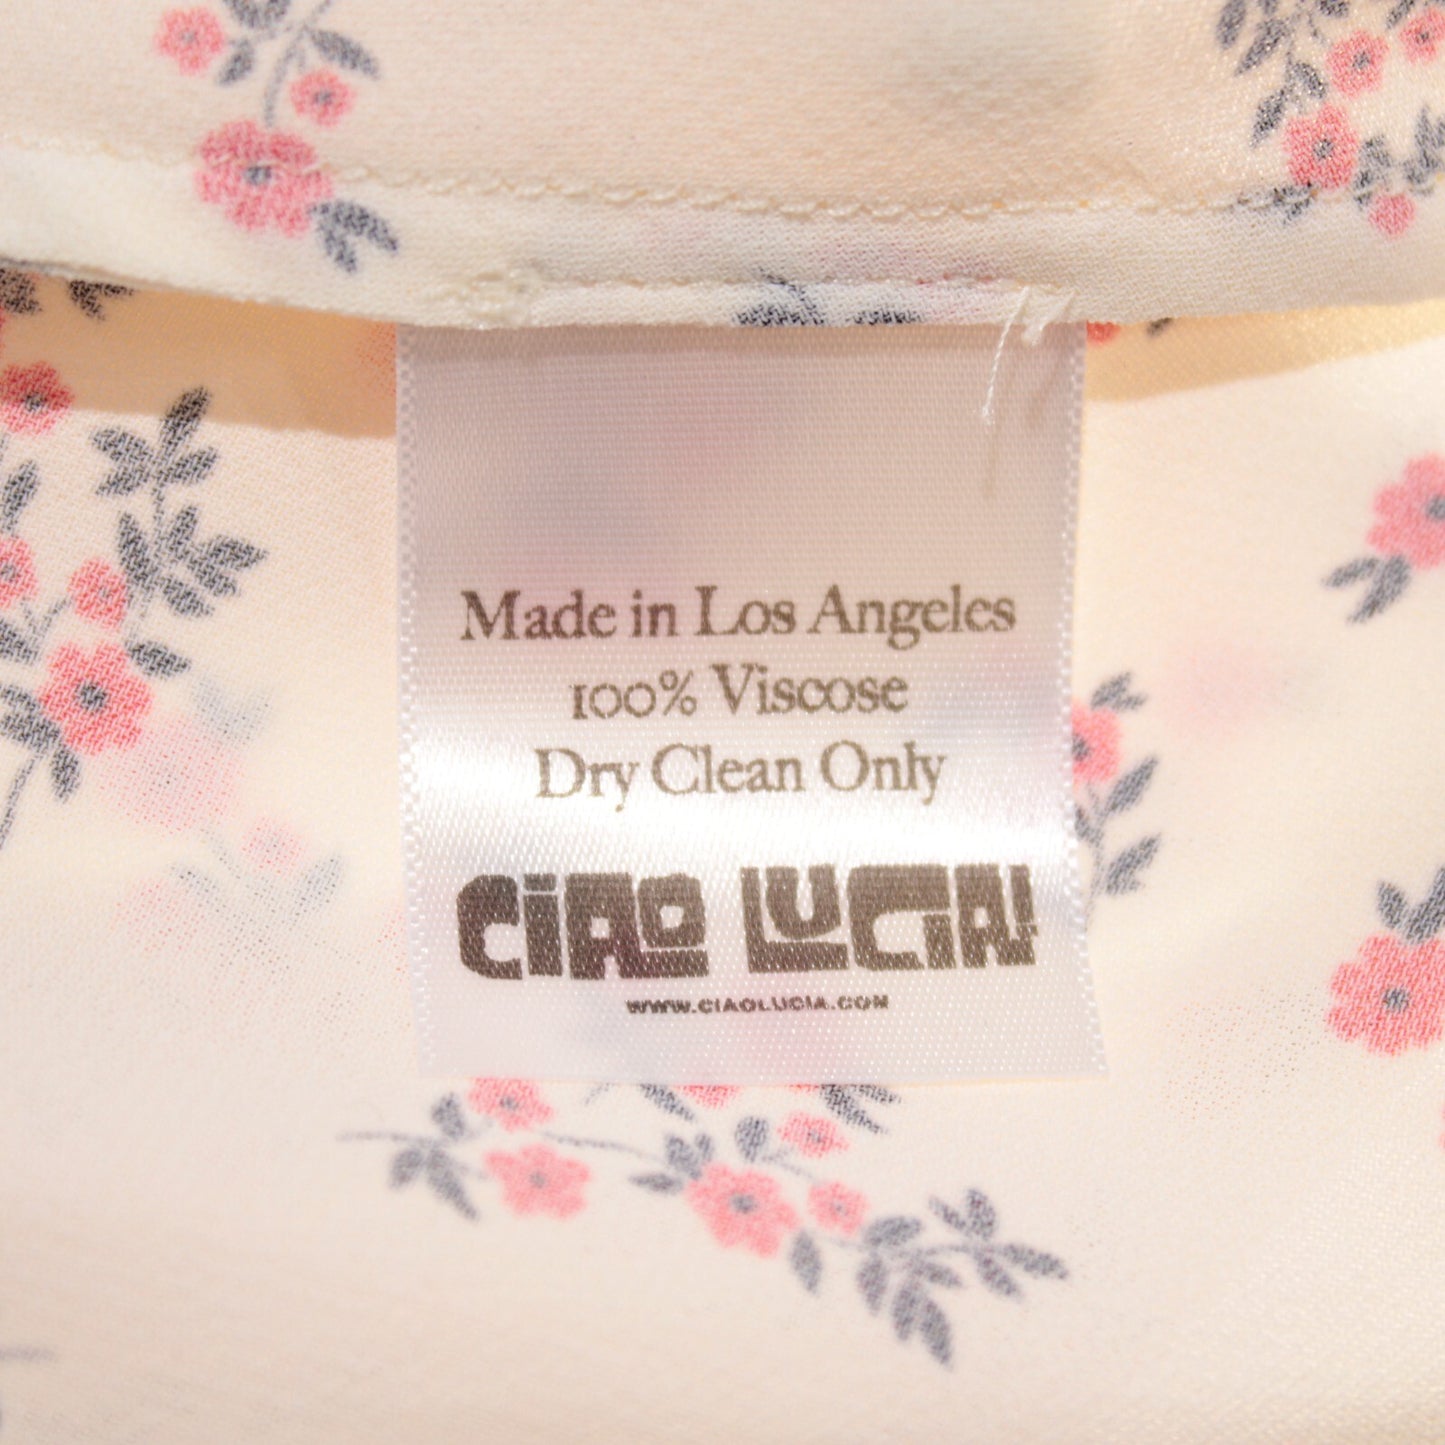 Made in Los Angeles
100% Viscose
Dry Clean Only
CIAO LUCIA!
WWW.CIAOLUCIA.COM